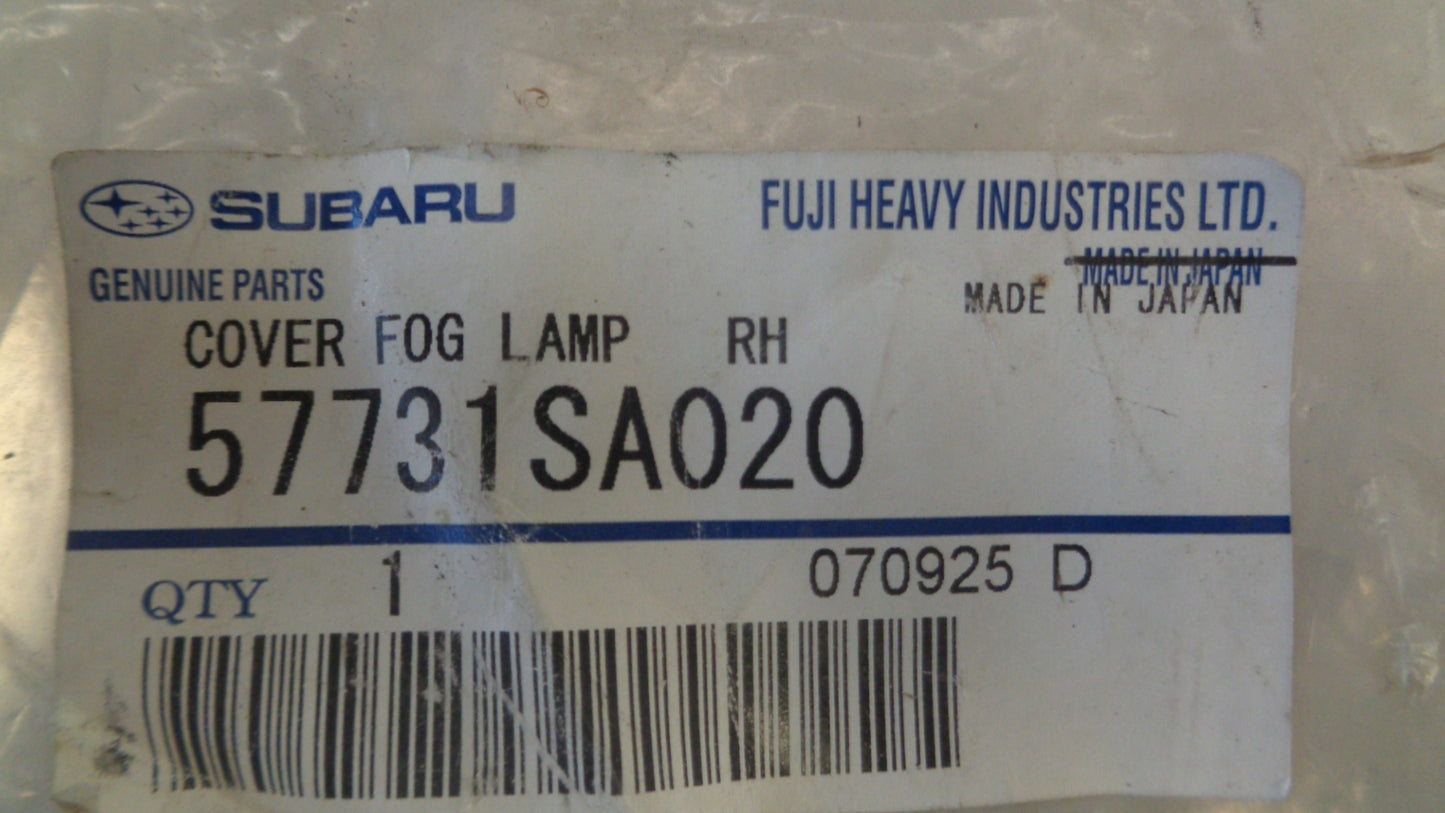 SUBARU
FUJI HEAVY INDUSTRIES LTD.
MADE IN JAPAN
GENUINE PARTS
MADE IN JAPAN
COVER FOG LAMP RH
57731SA020
QTY 1 070925 D